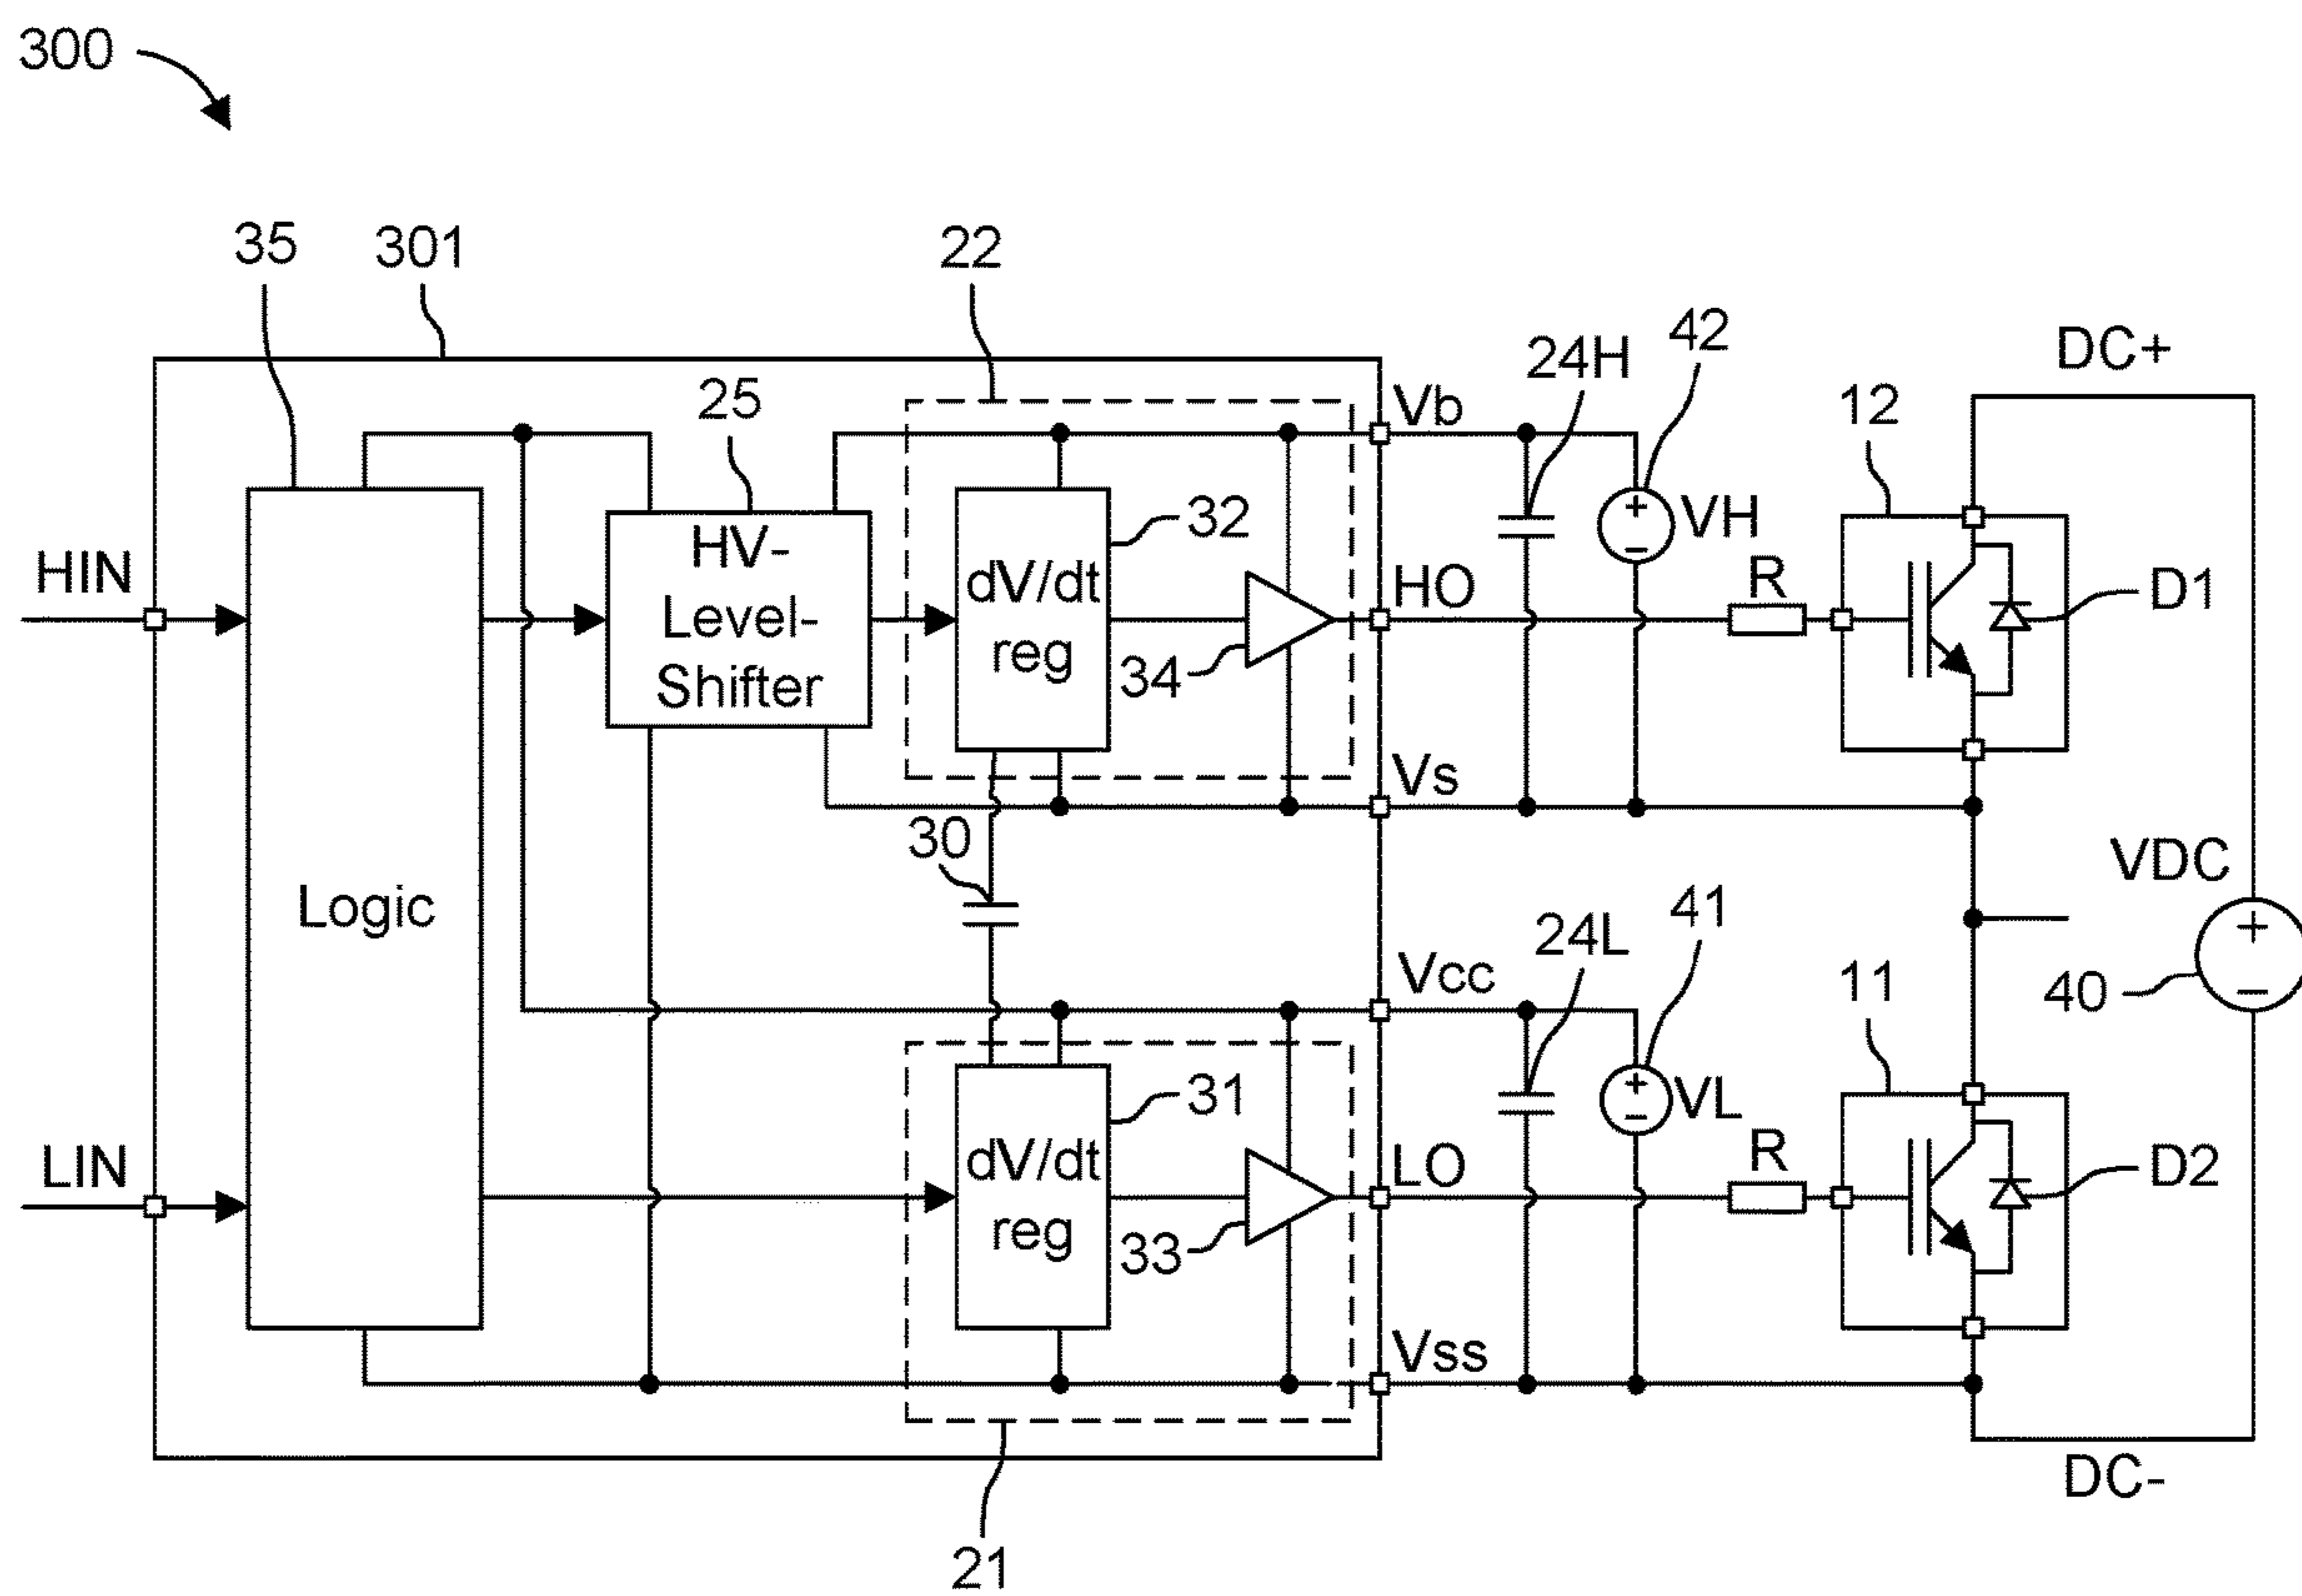 300
35
301
22
42
24H
DC+
25
12
Vb
HIN
HV-
Level-
Shifter
dV/dt
reg
32
34
HO
VH
R
D1
Vs
30
VDC
Logic
24L
41
Vcc
11
40
LIN
dV/dt
reg
31
33
LO
VL
R
D2
Vss
DC-
21